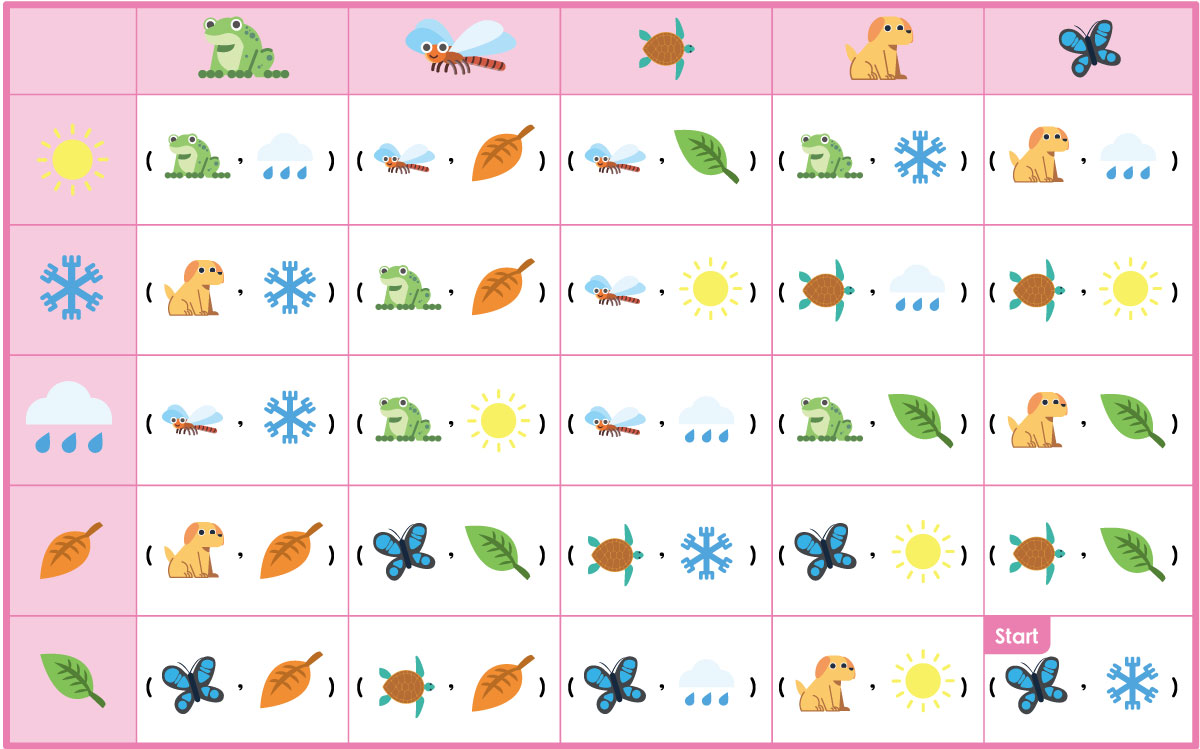 ( , ) ( , ) ( , ) ( , ) ( , )
( , ) ( , ) ( , ) ( , ) ( , )
( , ) ( , ) ( , ) ( , ) ( , )
( , ) ( , ) ( , ) ( , ) ( , )
Start
( , ) ( , ) ( , ) ( , ) ( , )